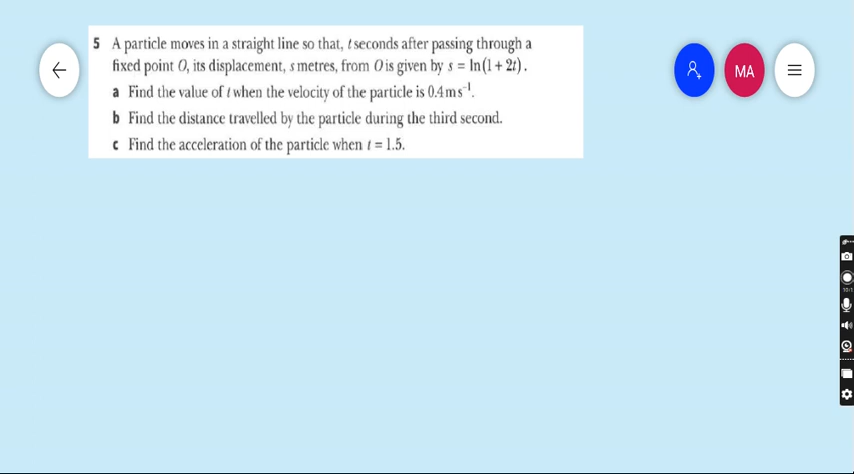 5 A particle moves in a straight line so that, t seconds after passing through a
fixed point O, its displacement, s metres, from O is given by s = ln(1 + 2t).
a Find the value of t when the velocity of the particle is 0.4 m s⁻¹.
b Find the distance travelled by the particle during the third second.
c Find the acceleration of the particle when t = 1.5.
MA